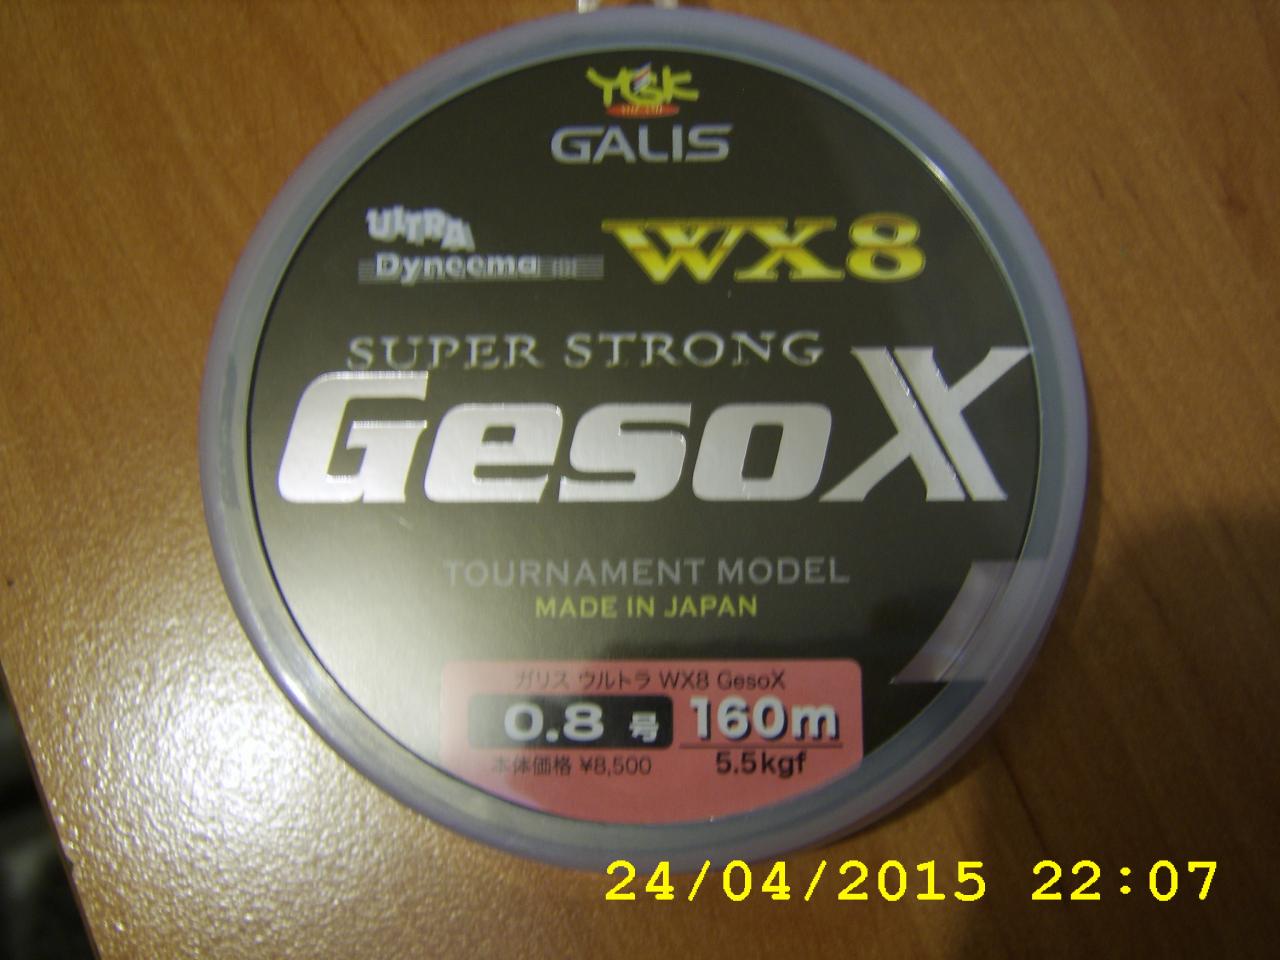 YGK
GALIS
ULTRA
Dyneema
WX8
SUPER STRONG
GesoX
TOURNAMENT MODEL
MADE IN JAPAN
ガリス ウルトラ WX8 GesoX
0.8 号 160m
本体価格 ¥8,500 5.5kgf
24/04/2015 22:07